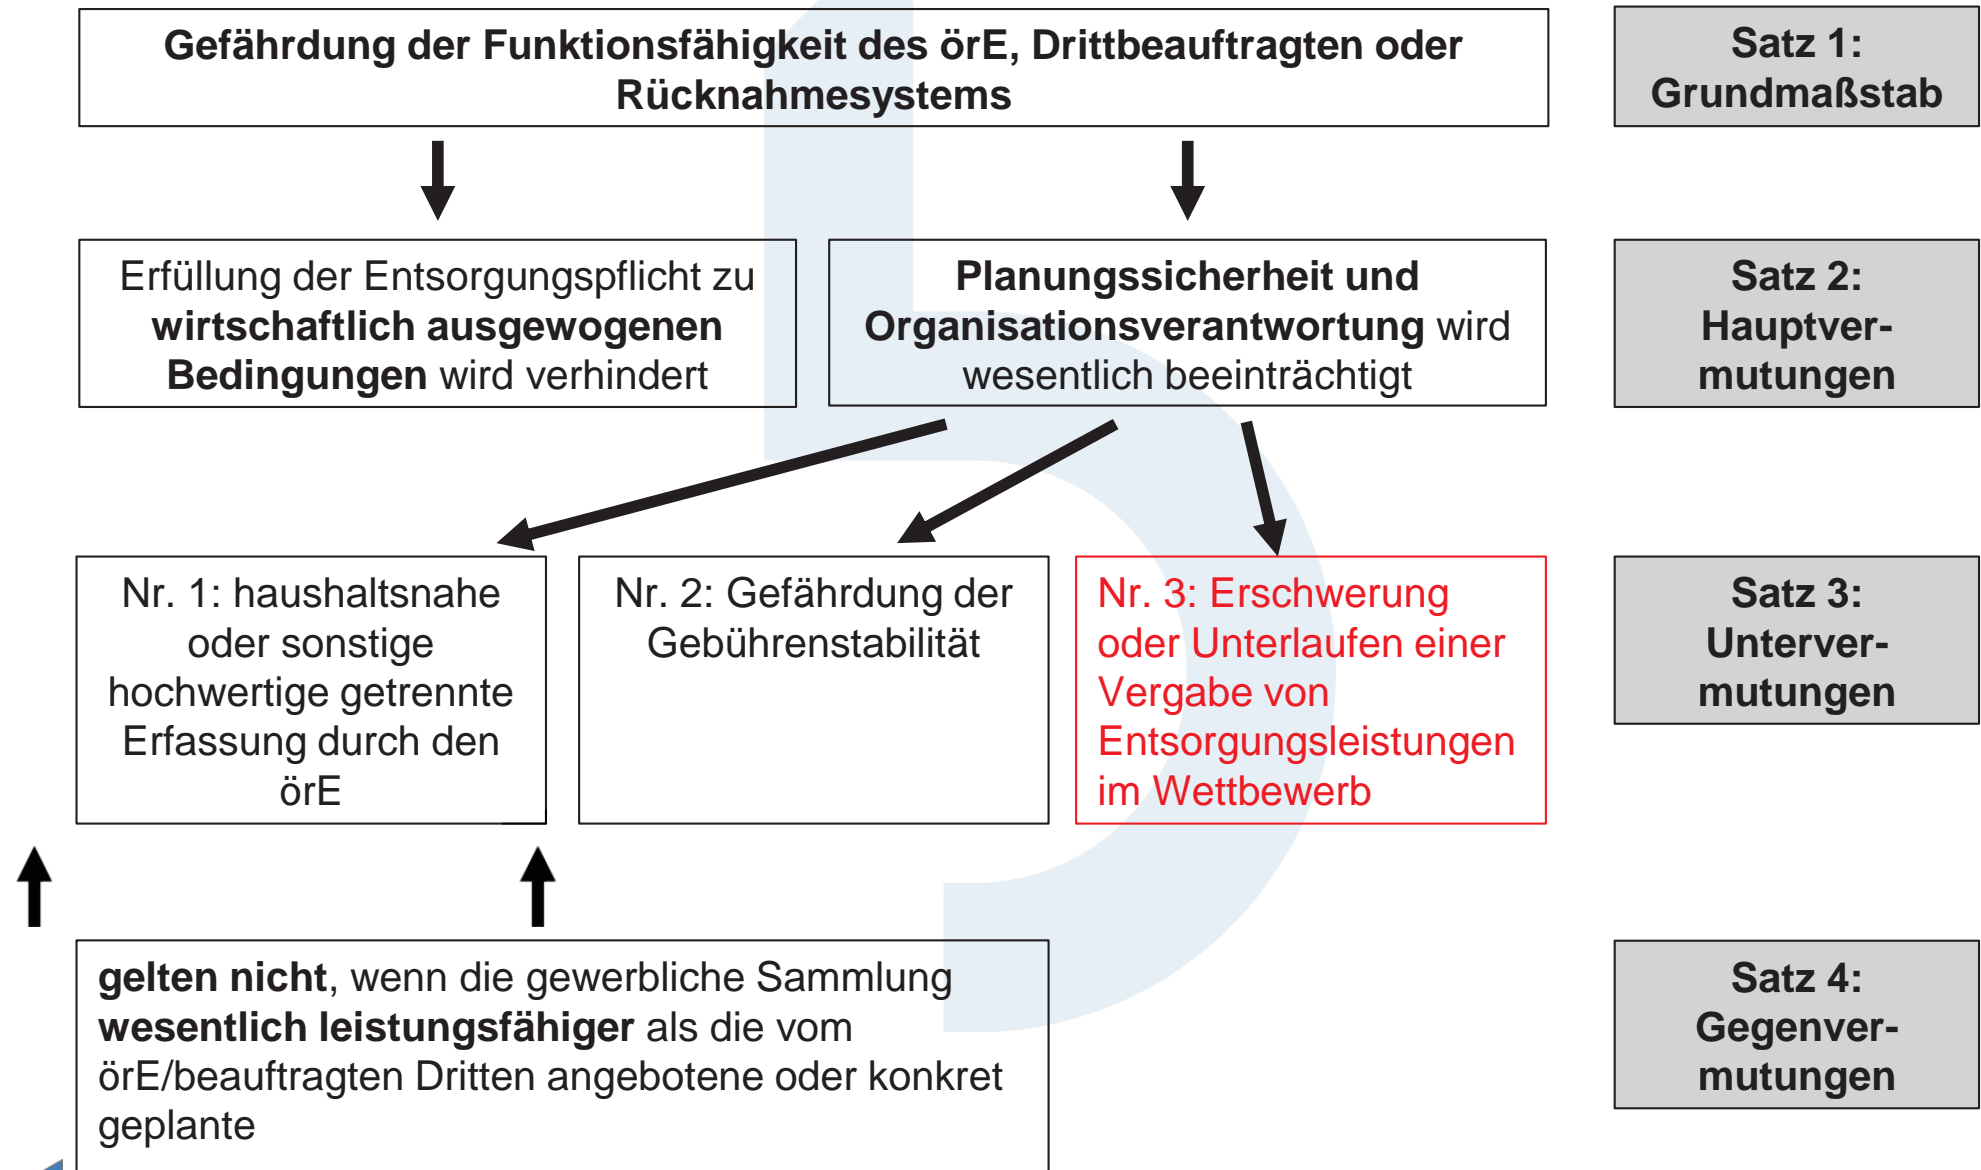 Gefährdung der Funktionsfähigkeit des örE, Drittbeauftragten oder
Rücknahmesystems
Satz 1:
Grundmaßstab
Erfüllung der Entsorgungspflicht zu
wirtschaftlich ausgewogenen
Bedingungen wird verhindert
Planungssicherheit und
Organisationsverantwortung wird
wesentlich beeinträchtigt
Satz 2:
Hauptver-
mutungen
Nr. 1: haushaltsnahe
oder sonstige
hochwertige getrennte
Erfassung durch den
örE
Nr. 2: Gefährdung der
Gebührenstabilität
Nr. 3: Erschwerung
oder Unterlaufen einer
Vergabe von
Entsorgungsleistungen
im Wettbewerb
Satz 3:
Unterver-
mutungen
gelten nicht, wenn die gewerbliche Sammlung
wesentlich leistungsfähiger als die vom
örE/beauftragten Dritten angebotene oder konkret
geplante
Satz 4:
Gegenver-
mutungen